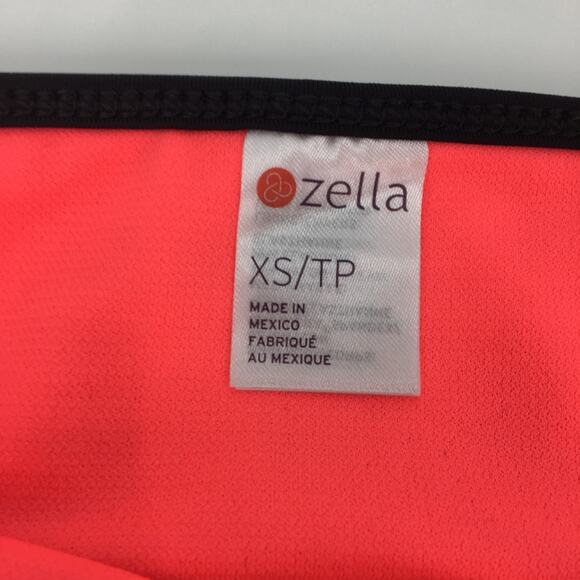 zella
XS/TP
MADE IN
MEXICO
FABRIQUÉ
AU MEXIQUE